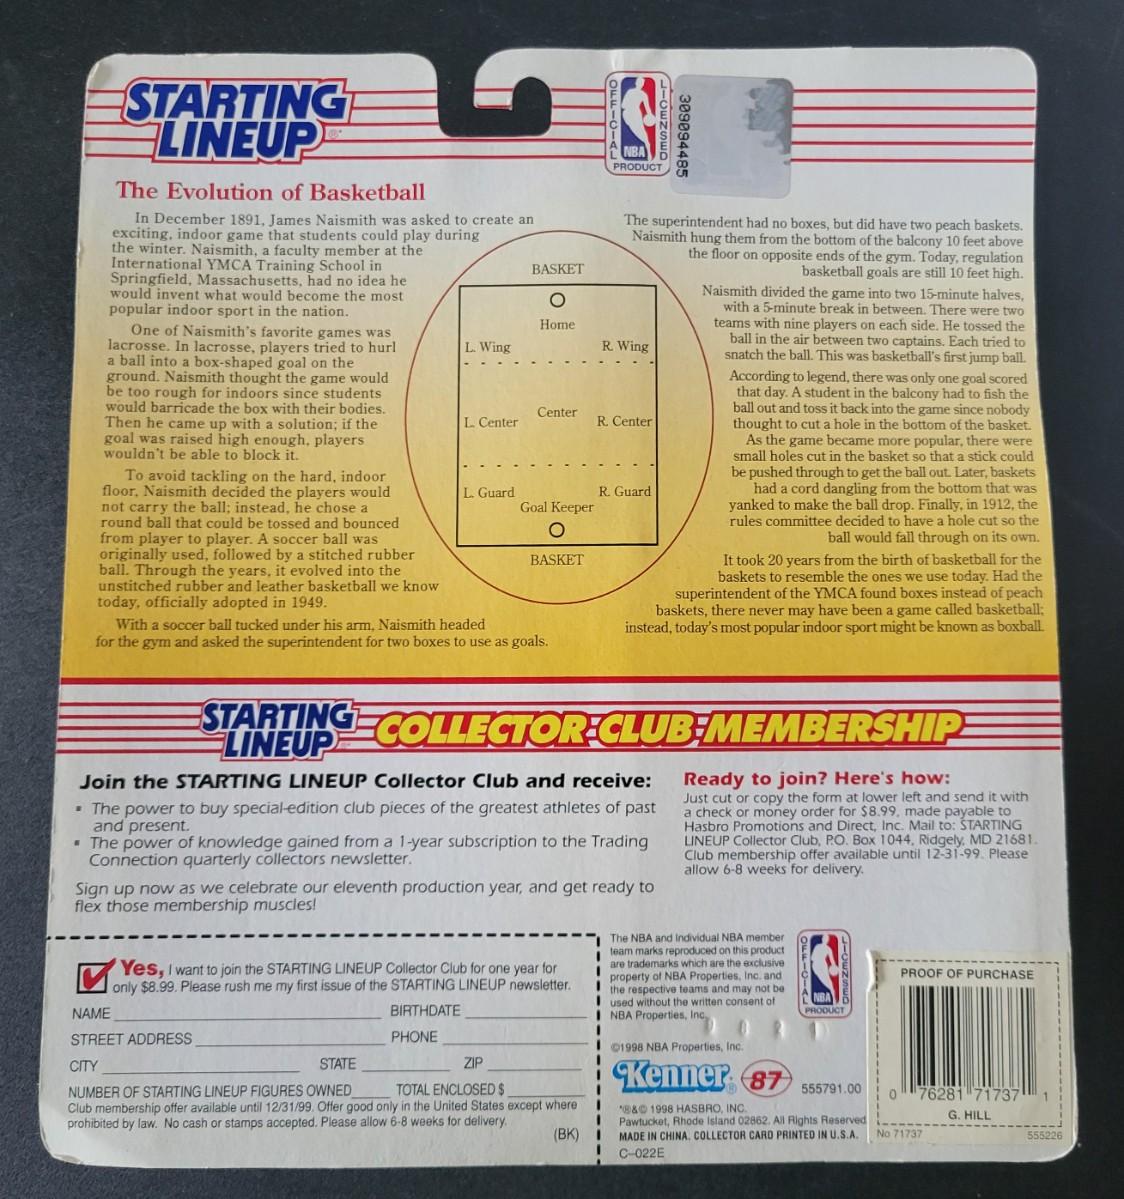 STARTING
LINEUP®
OFFICIAL LICENSED
NBA
PRODUCT
309094485
The Evolution of Basketball
In December 1891, James Naismith was asked to create an
exciting, indoor game that students could play during
the winter. Naismith, a faculty member at the
International YMCA Training School in
Springfield, Massachusetts, had no idea he
would invent what would become the most
popular indoor sport in the nation.
One of Naismith's favorite games was
lacrosse. In lacrosse, players tried to hurl
a ball into a box-shaped goal on the
ground. Naismith thought the game would
be too rough for indoors since students
would barricade the box with their bodies.
Then he came up with a solution; if the
goal was raised high enough, players
wouldn't be able to block it.
To avoid tackling on the hard, indoor
floor, Naismith decided the players would
not carry the ball; instead, he chose a
round ball that could be tossed and bounced
from player to player. A soccer ball was
originally used, followed by a stitched rubber
ball. Through the years, it evolved into the
unstitched rubber and leather basketball we know
today, officially adopted in 1949.
With a soccer ball tucked under his arm, Naismith headed
for the gym and asked the superintendent for two boxes to use as goals.
BASKET
Home
L. Wing R. Wing
Center
L. Center R. Center
L. Guard R. Guard
Goal Keeper
BASKET
The superintendent had no boxes, but did have two peach baskets.
Naismith hung them from the bottom of the balcony 10 feet above
the floor on opposite ends of the gym. Today, regulation
basketball goals are still 10 feet high.
Naismith divided the game into two 15-minute halves,
with a 5-minute break in between. There were two
teams with nine players on each side. He tossed the
ball in the air between two captains. Each tried to
snatch the ball. This was basketball's first jump ball.
According to legend, there was only one goal scored
that day. A student in the balcony had to fish the
ball out and toss it back into the game since nobody
thought to cut a hole in the bottom of the basket.
As the game became more popular, there were
small holes cut in the basket so that a stick could
be pushed through to get the ball out. Later, baskets
had a cord dangling from the bottom that was
yanked to make the ball drop. Finally, in 1912, the
rules committee decided to have a hole cut so the
ball would fall through on its own.
It took 20 years from the birth of basketball for the
baskets to resemble the ones we use today. Had the
superintendent of the YMCA found boxes instead of peach
baskets, there never may have been a game called basketball;
instead, today's most popular indoor sport might be known as boxball.
STARTING
LINEUP
COLLECTOR CLUB MEMBERSHIP
Join the STARTING LINEUP Collector Club and receive:
▪ The power to buy special-edition club pieces of the greatest athletes of past
and present.
▪ The power of knowledge gained from a 1-year subscription to the Trading
Connection quarterly collectors newsletter.
Sign up now as we celebrate our eleventh production year, and get ready to
flex those membership muscles!
Ready to join? Here's how:
Just cut or copy the form at lower left and send it with
a check or money order for $8.99, made payable to
Hasbro Promotions and Direct, Inc. Mail to: STARTING
LINEUP Collector Club, P.O. Box 1044, Ridgely, MD 21681.
Club membership offer available until 12-31-99. Please
allow 6-8 weeks for delivery.
Yes, I want to join the STARTING LINEUP Collector Club for one year for
only $8.99. Please rush me my first issue of the STARTING LINEUP newsletter.
NAME BIRTHDATE
STREET ADDRESS PHONE
CITY STATE ZIP
NUMBER OF STARTING LINEUP FIGURES OWNED TOTAL ENCLOSED $
Club membership offer available until 12/31/99. Offer good only in the United States except where
prohibited by law. No cash or stamps accepted. Please allow 6-8 weeks for delivery.
(BK)
The NBA and Individual NBA member
team marks reproduced on this product
are trademarks which are the exclusive
property of NBA Properties, Inc. and
the respective teams and may not be
used without the written consent of
NBA Properties, Inc.
©1998 NBA Properties, Inc.
OFFICIAL LICENSED
NBA
PRODUCT
Kenner® 87 555791.00
*®&© 1998 HASBRO, INC.
Pawtucket, Rhode Island 02862. All Rights Reserved
MADE IN CHINA. COLLECTOR CARD PRINTED IN U.S.A.
C-022E
PROOF OF PURCHASE
0 76281 71737 1
G. HILL
No 71737 555226